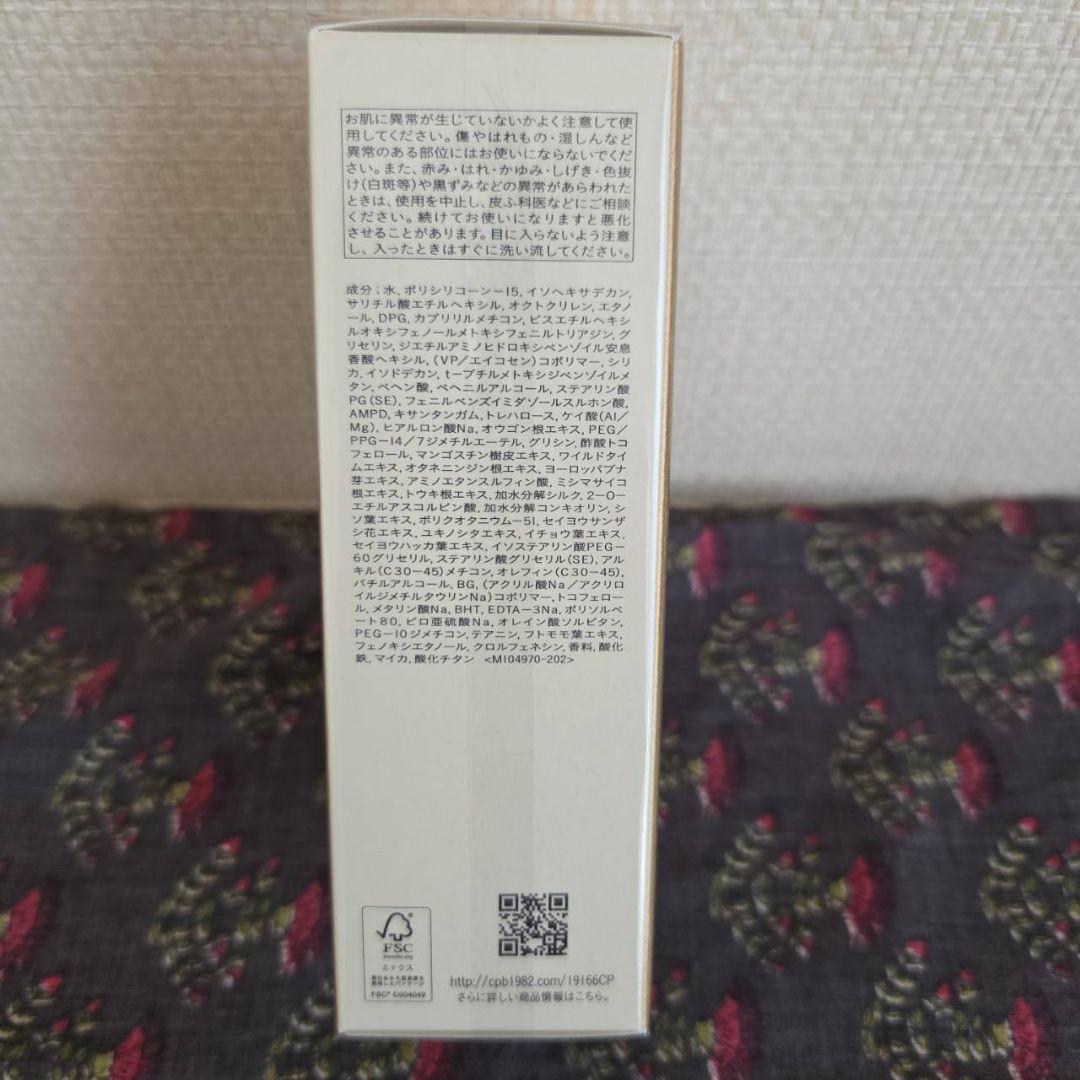 お肌に異常が生じていないかよく注意して使
用してください。傷やはれもの・湿しんなど
異常のある部位にはお使いにならないでくだ
さい。また、赤み・はれ・かゆみ・しげき・色抜
け(白斑等)や黒ずみなどの異常があらわれた
ときは、使用を中止し、皮ふ科医などにご相談
ください。続けてお使いになりますと悪化
させることがあります。目に入らないよう注意
し、入ったときはすぐに洗い流してください。
成分;水,ポリシリコーン−15,イソヘキサデカン,
サリチル酸エチルヘキシル,オクトクリレン,エタノ
ール,DPG,カプリリルメチコン,ビスエチルヘキシ
ルオキシフェノールメトキシフェニルトリアジン,グ
リセリン,ジエチルアミノヒドロキシベンゾイル安息
香酸ヘキシル,(VP/エイコセン)コポリマー,シリ
カ,イソドデカン,t−ブチルメトキシジベンゾイルメ
タン,ベヘン酸,ベヘニルアルコール,ステアリン酸
PG(SE),フェニルベンズイミダゾールスルホン酸,
AMPD,キサンタンガム,トレハロース,ケイ酸(Al/
Mg),ヒアルロン酸Na,オウゴン根エキス,PEG/
PPG−14/7ジメチルエーテル,グリシン,酢酸トコ
フェロール,マンゴスチン樹皮エキス,ワイルドタイ
ムエキス,オタネニンジン根エキス,ヨーロッパブナ
芽エキス,アミノエタンスルフィン酸,ミシマサイコ
根エキス,トウキ根エキス,加水分解シルク,2−O−
エチルアスコルビン酸,加水分解コンキオリン,シ
ソ葉エキス,ポリクオタニウム−51,セイヨウサンザ
シ花エキス,ユキノシタエキス,イチョウ葉エキス,
セイヨウハッカ葉エキス,イソステアリン酸PEG−
60グリセリル,ステアリン酸グリセリル(SE),アル
キル(C30−45)メチコン,オレフィン(C30−45),
バチルアルコール,BG,(アクリル酸Na/アクリロ
イルジメチルタウリンNa)コポリマー,トコフェロー
ル,メタリン酸Na,BHT,EDTA−3Na,ポリソルベ
ート80,ピロ亜硫酸Na,オレイン酸ソルビタン,
PEG−10ジメチコン,テアニン,フトモモ葉エキス,
フェノキシエタノール,クロルフェネシン,香料,酸化
鉄,マイカ,酸化チタン <M104970-202>
FSC
www.fsc.org
ミックス
責任ある木質資源を
使用したパッケージ
FSC® C004049
http://cpb1982.com/19166CP
さらに詳しい商品情報はこちら。